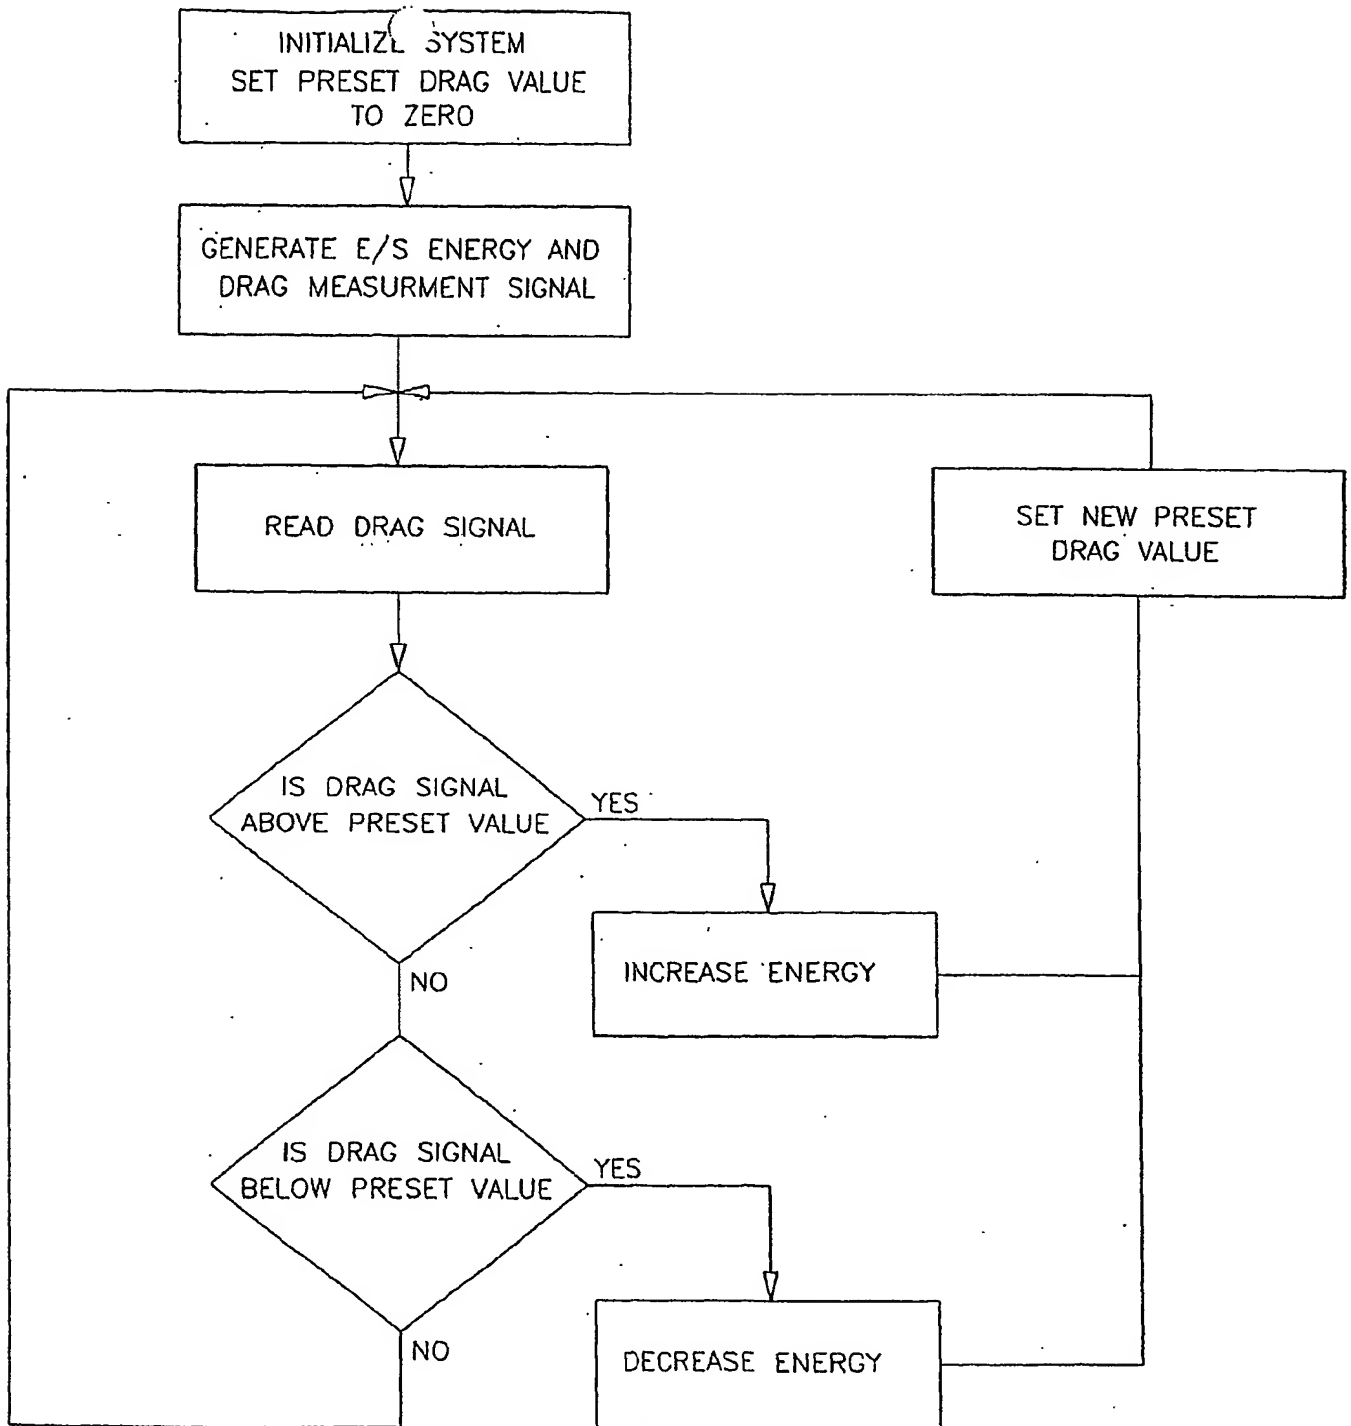 INITIALIZE SYSTEM
SET PRESET DRAG VALUE
TO ZERO
GENERATE E/S ENERGY AND
DRAG MEASURMENT SIGNAL
READ DRAG SIGNAL
SET NEW PRESET
DRAG VALUE
IS DRAG SIGNAL
ABOVE PRESET VALUE
YES
INCREASE ENERGY
NO
IS DRAG SIGNAL
BELOW PRESET VALUE
YES
DECREASE ENERGY
NO